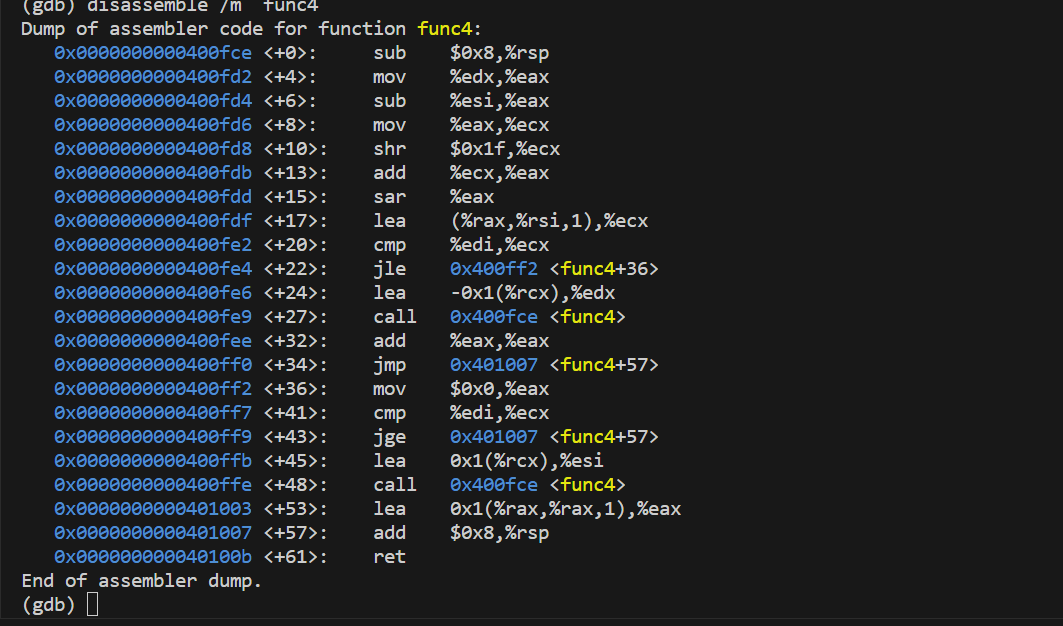 (gdb) disassemble /m  func4
Dump of assembler code for function func4:
   0x0000000000400fce <+0>:     sub    $0x8,%rsp
   0x0000000000400fd2 <+4>:     mov    %edx,%eax
   0x0000000000400fd4 <+6>:     sub    %esi,%eax
   0x0000000000400fd6 <+8>:     mov    %eax,%ecx
   0x0000000000400fd8 <+10>:    shr    $0x1f,%ecx
   0x0000000000400fdb <+13>:    add    %ecx,%eax
   0x0000000000400fdd <+15>:    sar    %eax
   0x0000000000400fdf <+17>:    lea    (%rax,%rsi,1),%ecx
   0x0000000000400fe2 <+20>:    cmp    %edi,%ecx
   0x0000000000400fe4 <+22>:    jle    0x400ff2 <func4+36>
   0x0000000000400fe6 <+24>:    lea    -0x1(%rcx),%edx
   0x0000000000400fe9 <+27>:    call   0x400fce <func4>
   0x0000000000400fee <+32>:    add    %eax,%eax
   0x0000000000400ff0 <+34>:    jmp    0x401007 <func4+57>
   0x0000000000400ff2 <+36>:    mov    $0x0,%eax
   0x0000000000400ff7 <+41>:    cmp    %edi,%ecx
   0x0000000000400ff9 <+43>:    jge    0x401007 <func4+57>
   0x0000000000400ffb <+45>:    lea    0x1(%rcx),%esi
   0x0000000000400ffe <+48>:    call   0x400fce <func4>
   0x0000000000401003 <+53>:    lea    0x1(%rax,%rax,1),%eax
   0x0000000000401007 <+57>:    add    $0x8,%rsp
   0x000000000040100b <+61>:    ret
End of assembler dump.
(gdb)